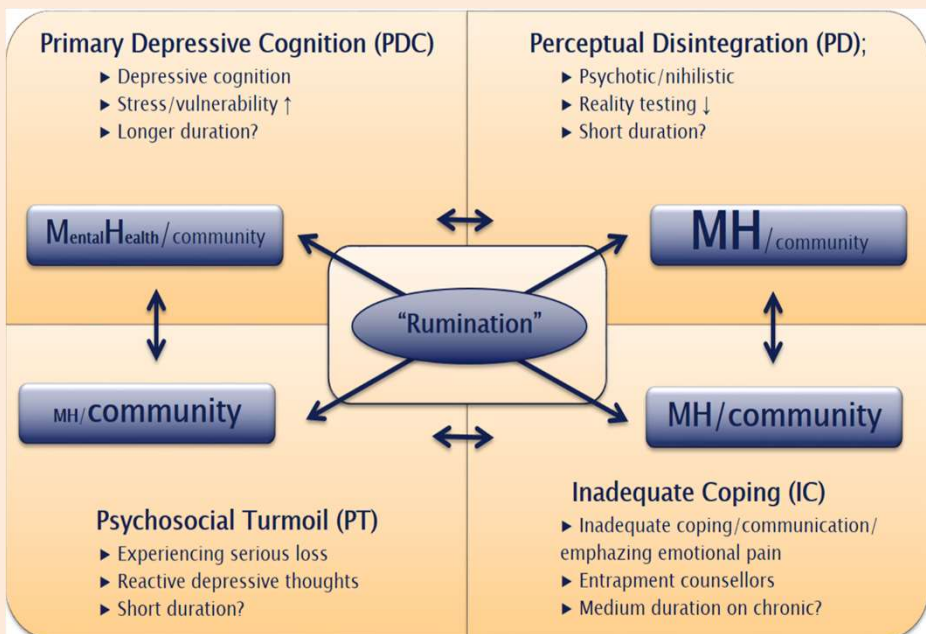 Primary Depressive Cognition (PDC)
► Depressive cognition
► Stress/vulnerability ↑
► Longer duration?
Perceptual Disintegration (PD);
► Psychotic/nihilistic
► Reality testing ↓
► Short duration?
MentalHealth/community
MH/community
"Rumination"
MH/community
MH/community
Psychosocial Turmoil (PT)
► Experiencing serious loss
► Reactive depressive thoughts
► Short duration?
Inadequate Coping (IC)
► Inadequate coping/communication/
emphazing emotional pain
► Entrapment counsellors
► Medium duration on chronic?